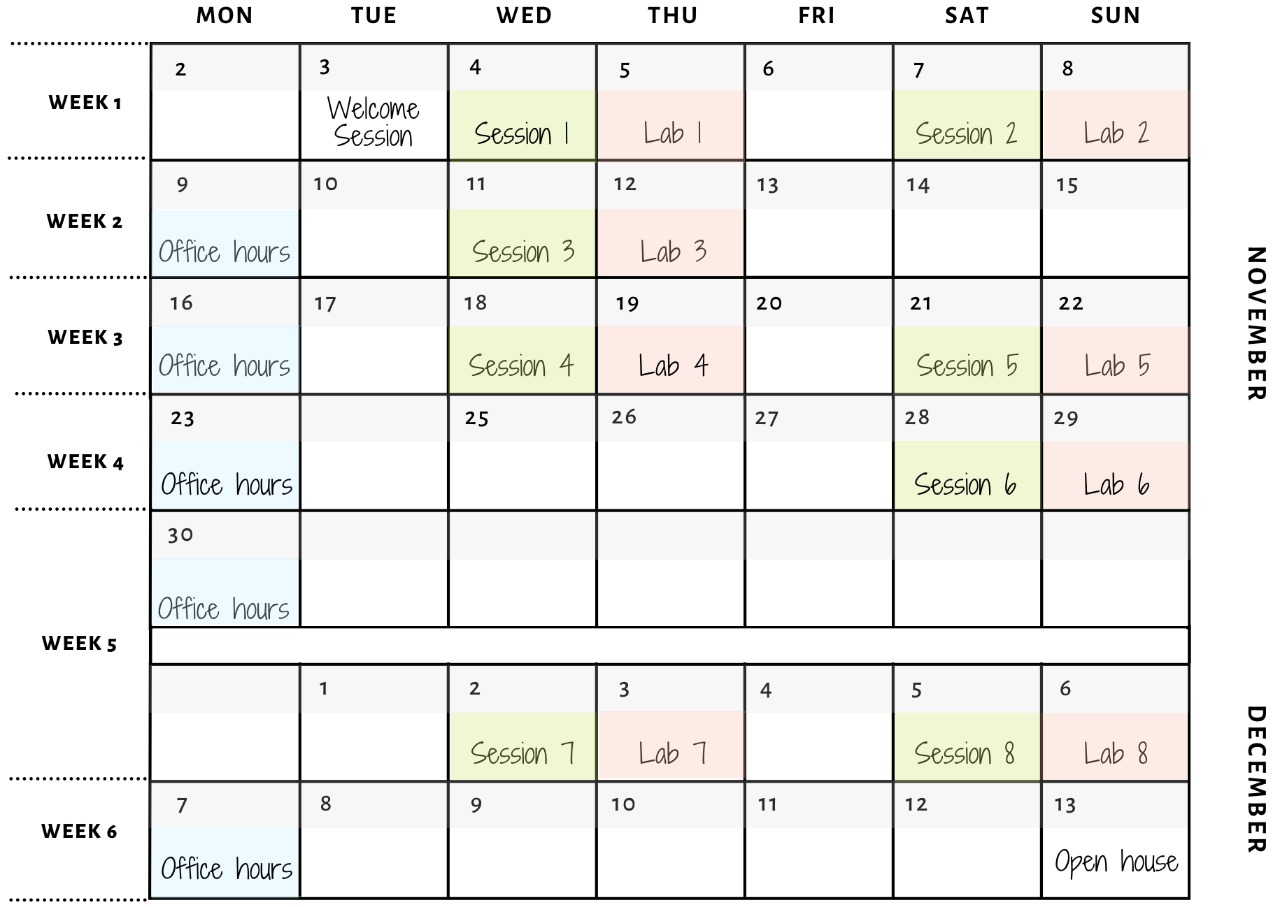 MON TUE WED THU FRI SAT SUN
2 3 4 5 6 7 8
WEEK 1
Welcome
Session
Session 1 Lab 1 Session 2 Lab 2
9 10 11 12 13 14 15
WEEK 2
Office hours Session 3 Lab 3
16 17 18 19 20 21 22
WEEK 3
Office hours Session 4 Lab 4 Session 5 Lab 5
NOVEMBER
23 25 26 27 28 29
WEEK 4
Office hours Session 6 Lab 6
30
Office hours
WEEK 5
1 2 3 4 5 6
Session 7 Lab 7 Session 8 Lab 8
DECEMBER
7 8 9 10 11 12 13
WEEK 6
Office hours Open house